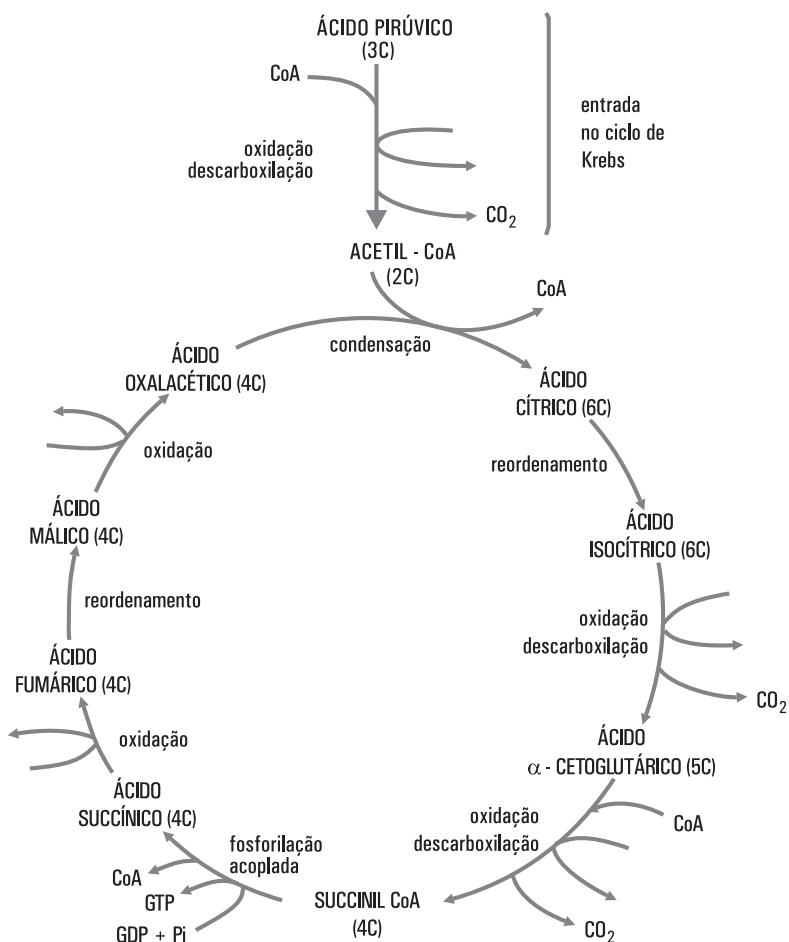 ÁCIDO PIRÚVICO
(3C)
CoA
entrada
no ciclo de
Krebs
oxidação
descarboxilação
CO₂
ACETIL - CoA
(2C)
CoA
condensação
ÁCIDO
OXALACÉTICO (4C)
ÁCIDO
CÍTRICO (6C)
oxidação
reordenamento
ÁCIDO
MÁLICO (4C)
ÁCIDO
ISOCÍTRICO (6C)
reordenamento
oxidação
descarboxilação
ÁCIDO
FUMÁRICO (4C)
CO₂
oxidação
ÁCIDO
α - CETOGLUTÁRICO (5C)
ÁCIDO
SUCCÍNICO (4C)
oxidação
descarboxilação
CoA
fosforilação
acoplada
CoA
GTP
GDP + Pi
SUCCINIL CoA
(4C)
CO₂